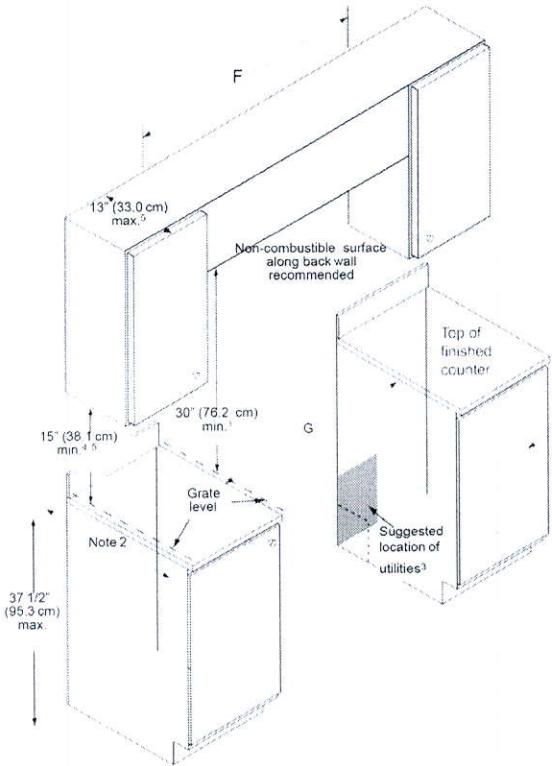 F
13" (33.0 cm)
max.⁵
Non-combustible surface
along back wall
recommended
Top of
finished
counter
30" (76.2 cm)
min.¹
G
15" (38.1 cm)
min.⁴ ⁵
Grate
level
Note 2
Suggested
location of
utilities³
37 1/2"
(95.3 cm)
max.